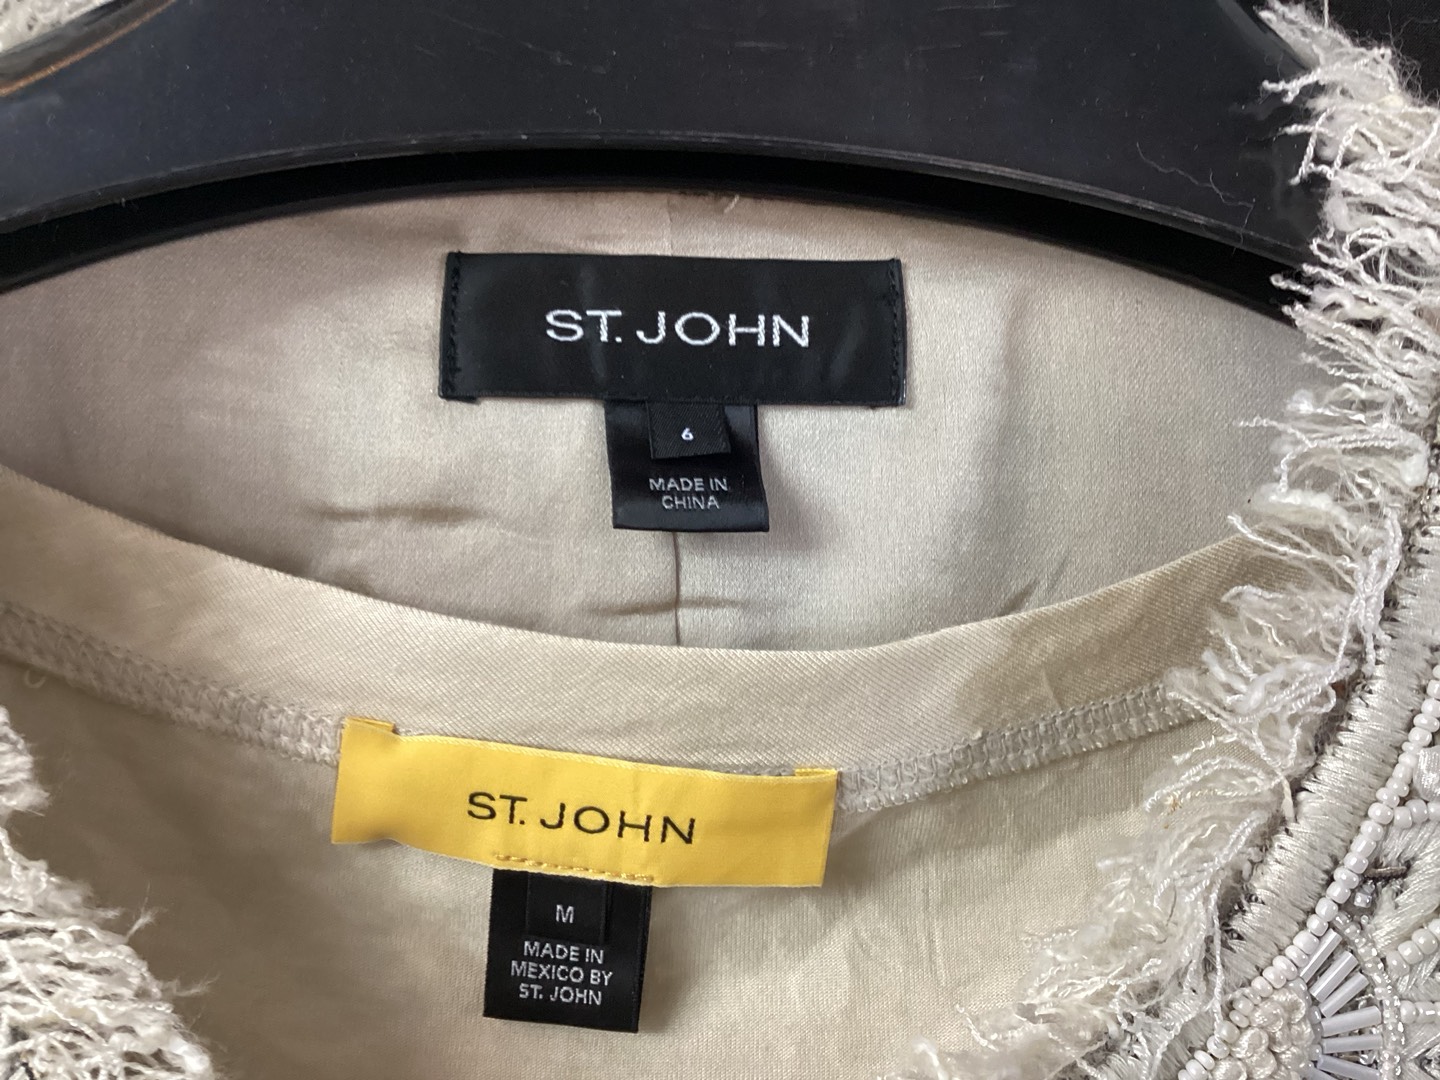 ST. JOHN
6
MADE IN
CHINA
ST. JOHN
M
MADE IN
MEXICO BY
ST. JOHN